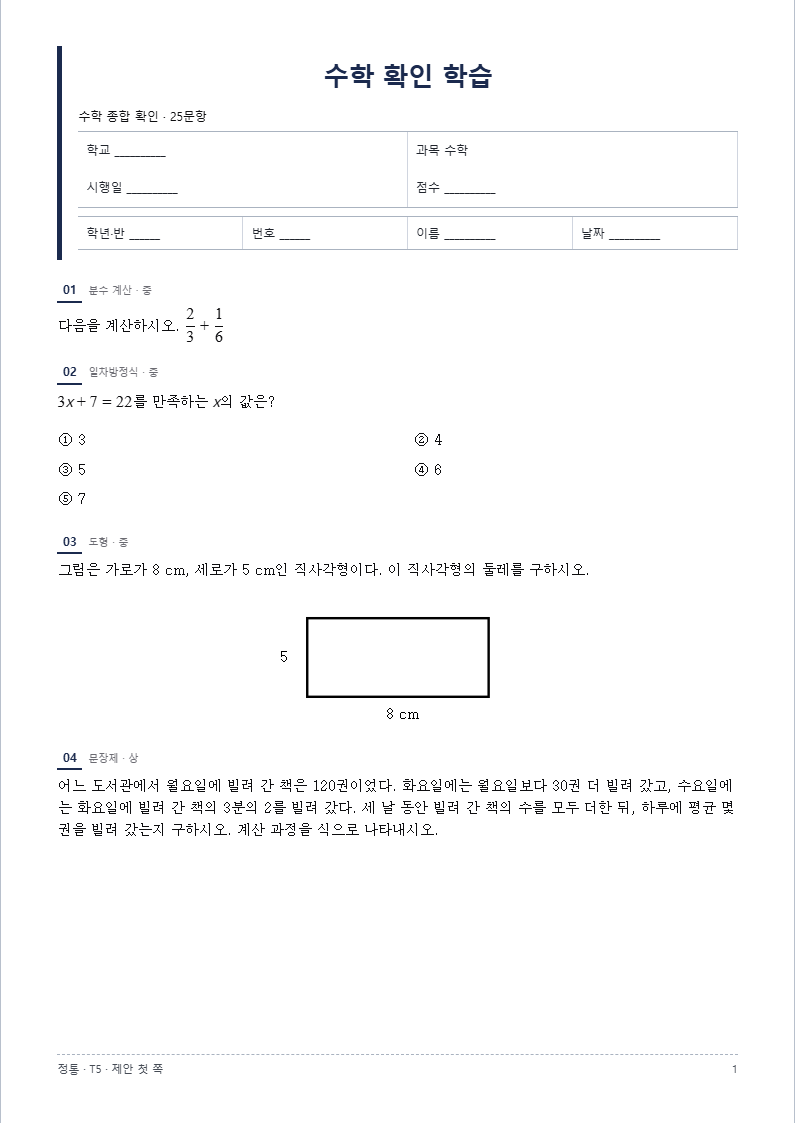 수학 확인 학습
수학 종합 확인 · 25문항
학교 ________ 과목 수학
시행일 ________ 점수 ________
학년·반 _____ 번호 _____ 이름 ________ 날짜 ________
01 분수 계산 · 중
다음을 계산하시오. 2/3 + 1/6
02 일차방정식 · 중
3x + 7 = 22를 만족하는 x의 값은?
① 3 ② 4
③ 5 ④ 6
⑤ 7
03 도형 · 중
그림은 가로가 8 cm, 세로가 5 cm인 직사각형이다. 이 직사각형의 둘레를 구하시오.
5
8 cm
04 문장제 · 상
어느 도서관에서 월요일에 빌려 간 책은 120권이었다. 화요일에는 월요일보다 30권 더 빌려 갔고, 수요일에
는 화요일에 빌려 간 책의 3분의 2를 빌려 갔다. 세 날 동안 빌려 간 책의 수를 모두 더한 뒤, 하루에 평균 몇
권을 빌려 갔는지 구하시오. 계산 과정을 식으로 나타내시오.
정통 · T5 · 제안 첫 쪽 1